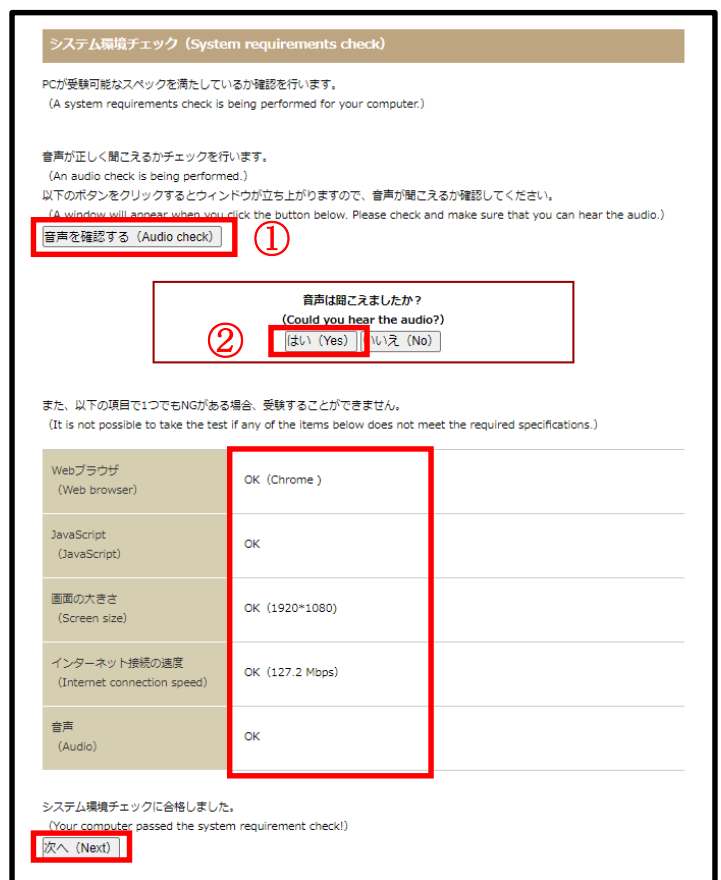 システム環境チェック（System requirements check）
PCが受験可能なスペックを満たしているか確認を行います。
（A system requirements check is being performed for your computer.）
音声が正しく聞こえるかチェックを行います。
（An audio check is being performed.）
以下のボタンをクリックするとウィンドウが立ち上がりますので、音声が聞こえるか確認してください。
（A window will appear when you click the button below. Please check and make sure that you can hear the audio.）
音声を確認する（Audio check） ①
音声は聞こえましたか？
（Could you hear the audio?）
② はい（Yes） いいえ（No）
また、以下の項目で1つでもNGがある場合、受験することができません。
（It is not possible to take the test if any of the items below does not meet the required specifications.）
Webブラウザ
（Web browser）
OK（Chrome ）
JavaScript
（JavaScript）
OK
画面の大きさ
（Screen size）
OK（1920*1080）
インターネット接続の速度
（Internet connection speed）
OK（127.2 Mbps）
音声
（Audio）
OK
システム環境チェックに合格しました。
（Your computer passed the system requirement check!）
次へ（Next）